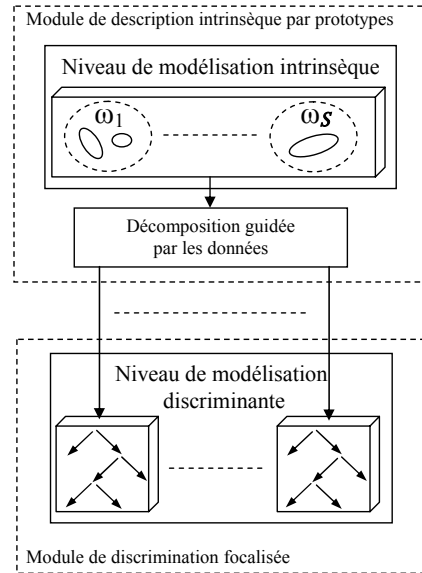 Module de description intrinsèque par prototypes
Niveau de modélisation intrinsèque
ω1
ωS
Décomposition guidée
par les données
Niveau de modélisation
discriminante
Module de discrimination focalisée